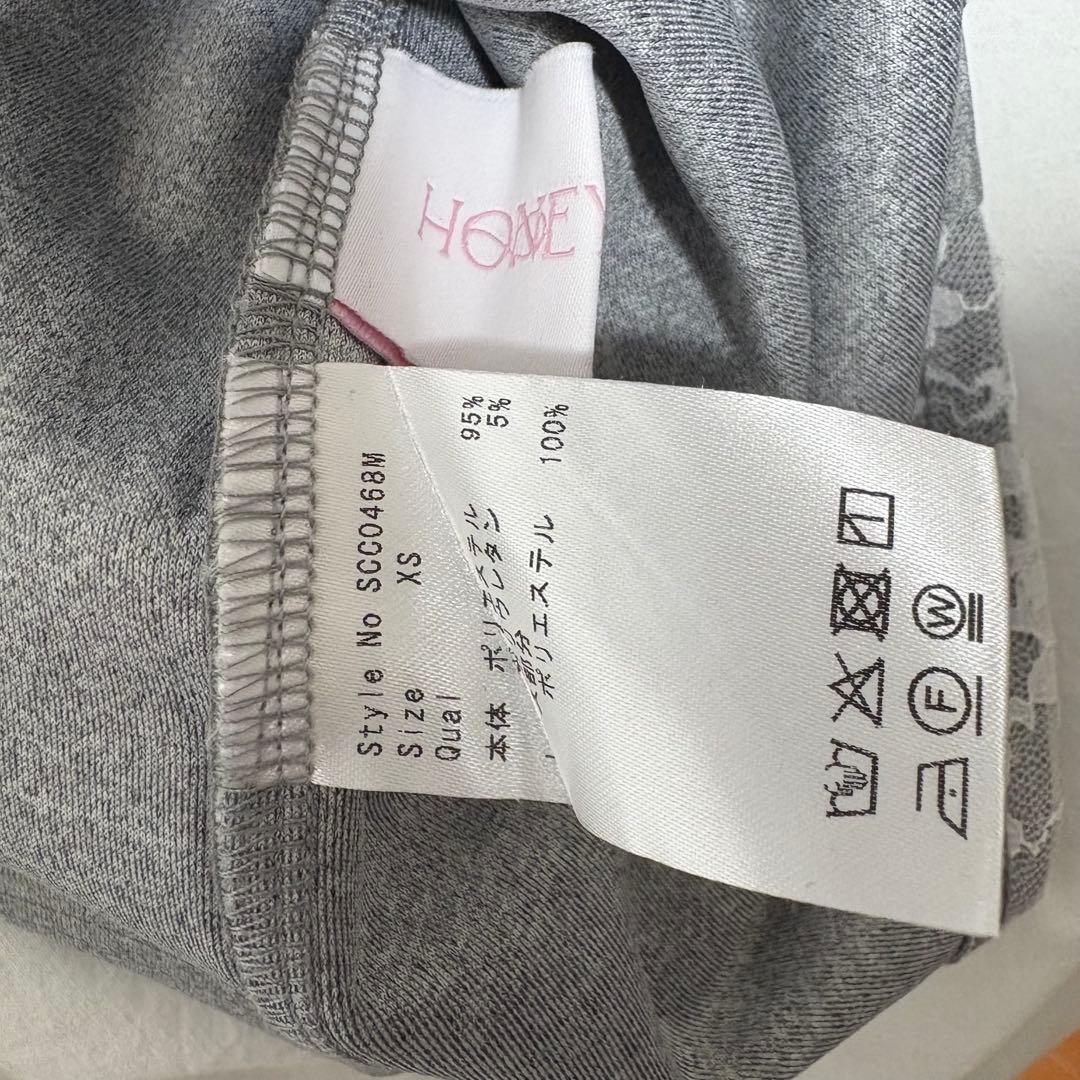 HONEY
Style No SCC046BM
Size XS
Qual
本体 ポリエステル 95%
ポリウレタン 5%
部分
ポリエステル 100%
W
F